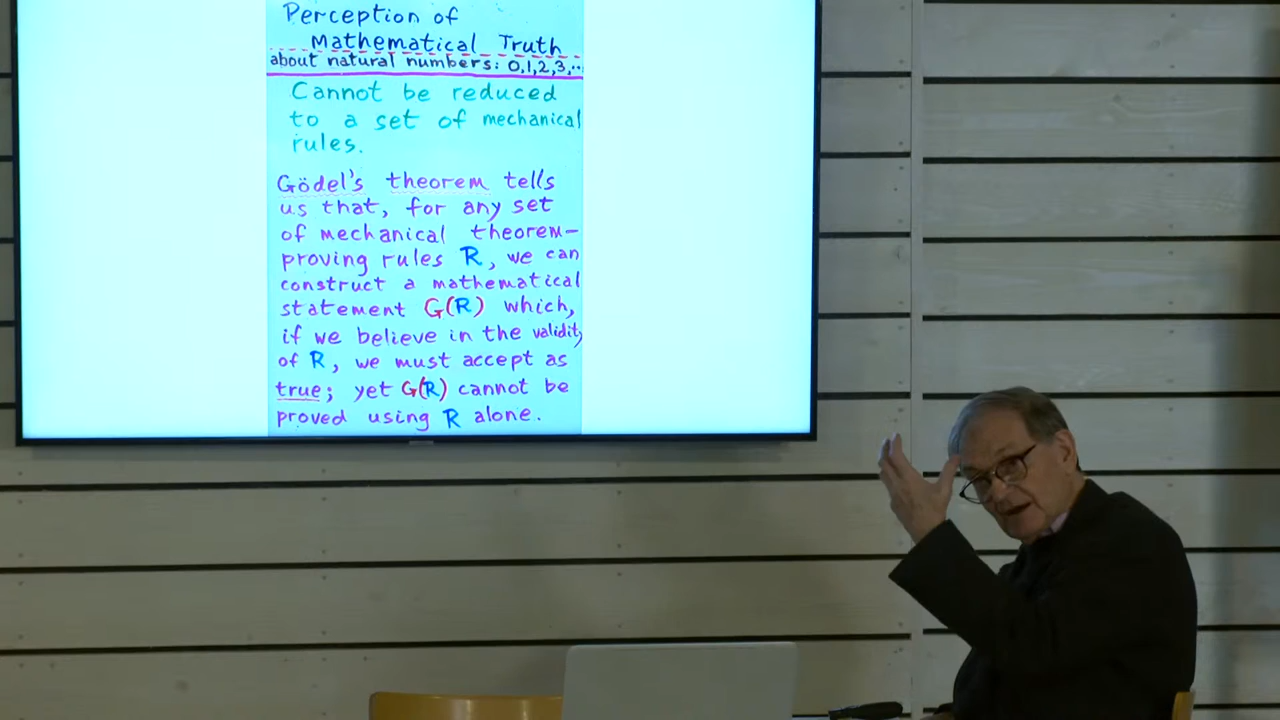 Perception of
Mathematical Truth
about natural numbers: 0,1,2,3,..
Cannot be reduced
to a set of mechanical
rules.
Gödel's theorem tells
us that, for any set
of mechanical theorem-
proving rules R, we can
construct a mathematical
statement G(R) which,
if we believe in the validity
of R, we must accept as
true; yet G(R) cannot be
proved using R alone.